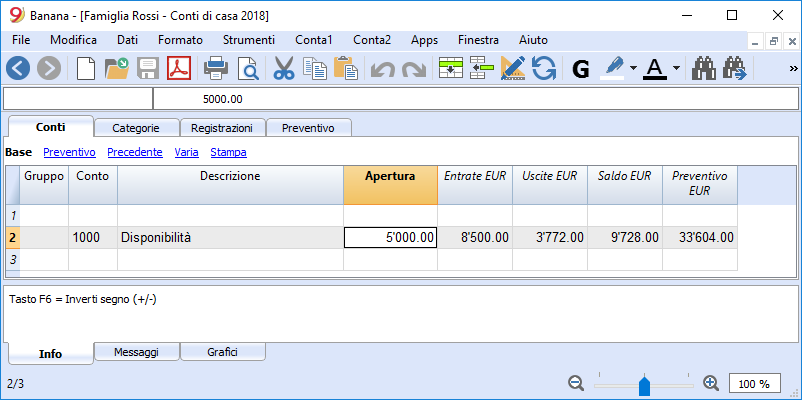 Banana - [Famiglia Rossi - Conti di casa 2018]
File Modifica Dati Formato Strumenti Conta1 Conta2 Apps Finestra Aiuto
G A »
5000.00
Conti Categorie Registrazioni Preventivo
Base Preventivo Precedente Varia Stampa
Gruppo Conto Descrizione Apertura Entrate EUR Uscite EUR Saldo EUR Preventivo EUR
1
2 1000 Disponibilità 5'000.00 8'500.00 3'772.00 9'728.00 33'604.00
3
Tasto F6 = Inverti segno (+/-)
Info Messaggi Grafici
2/3 100 %